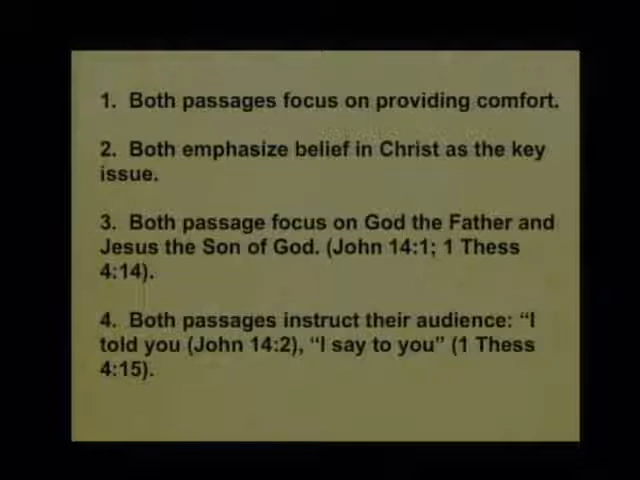 1. Both passages focus on providing comfort.
2. Both emphasize belief in Christ as the key
issue.
3. Both passage focus on God the Father and
Jesus the Son of God. (John 14:1; 1 Thess
4:14).
4. Both passages instruct their audience: “I
told you (John 14:2), “I say to you” (1 Thess
4:15).